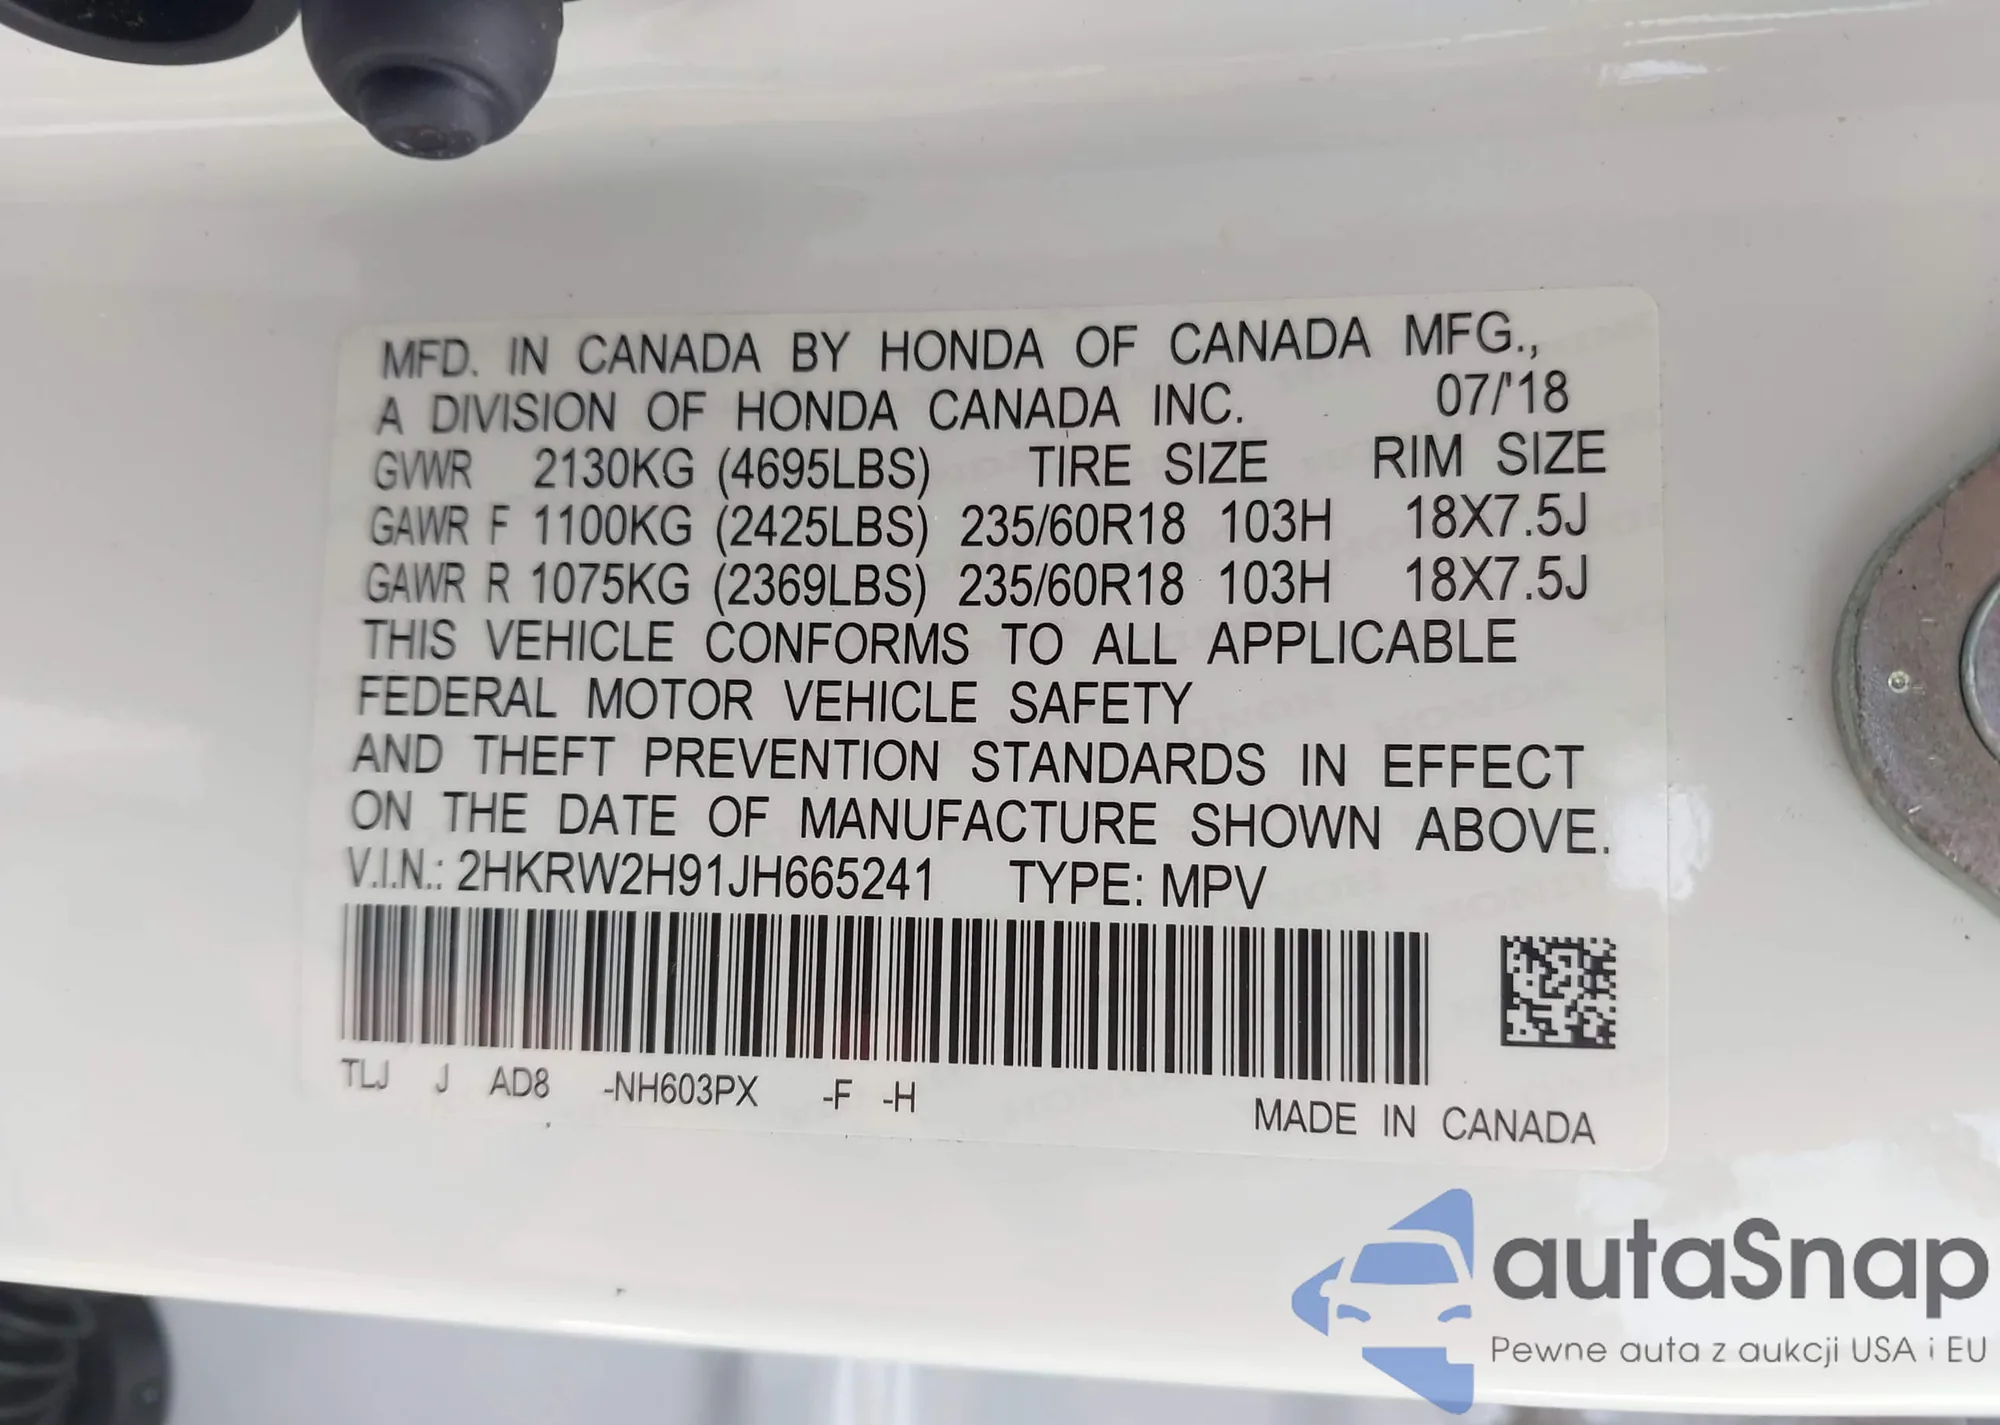 MFD. IN CANADA BY HONDA OF CANADA MFG.,
A DIVISION OF HONDA CANADA INC. 07/'18
GVWR 2130KG (4695LBS) TIRE SIZE RIM SIZE
GAWR F 1100KG (2425LBS) 235/60R18 103H 18X7.5J
GAWR R 1075KG (2369LBS) 235/60R18 103H 18X7.5J
THIS VEHICLE CONFORMS TO ALL APPLICABLE
FEDERAL MOTOR VEHICLE SAFETY
AND THEFT PREVENTION STANDARDS IN EFFECT
ON THE DATE OF MANUFACTURE SHOWN ABOVE.
V.I.N.: 2HKRW2H91JH665241 TYPE: MPV
TLJ J AD8 -NH603PX -F -H
MADE IN CANADA
autaSnap
Pewne auta z aukcji USA i EU